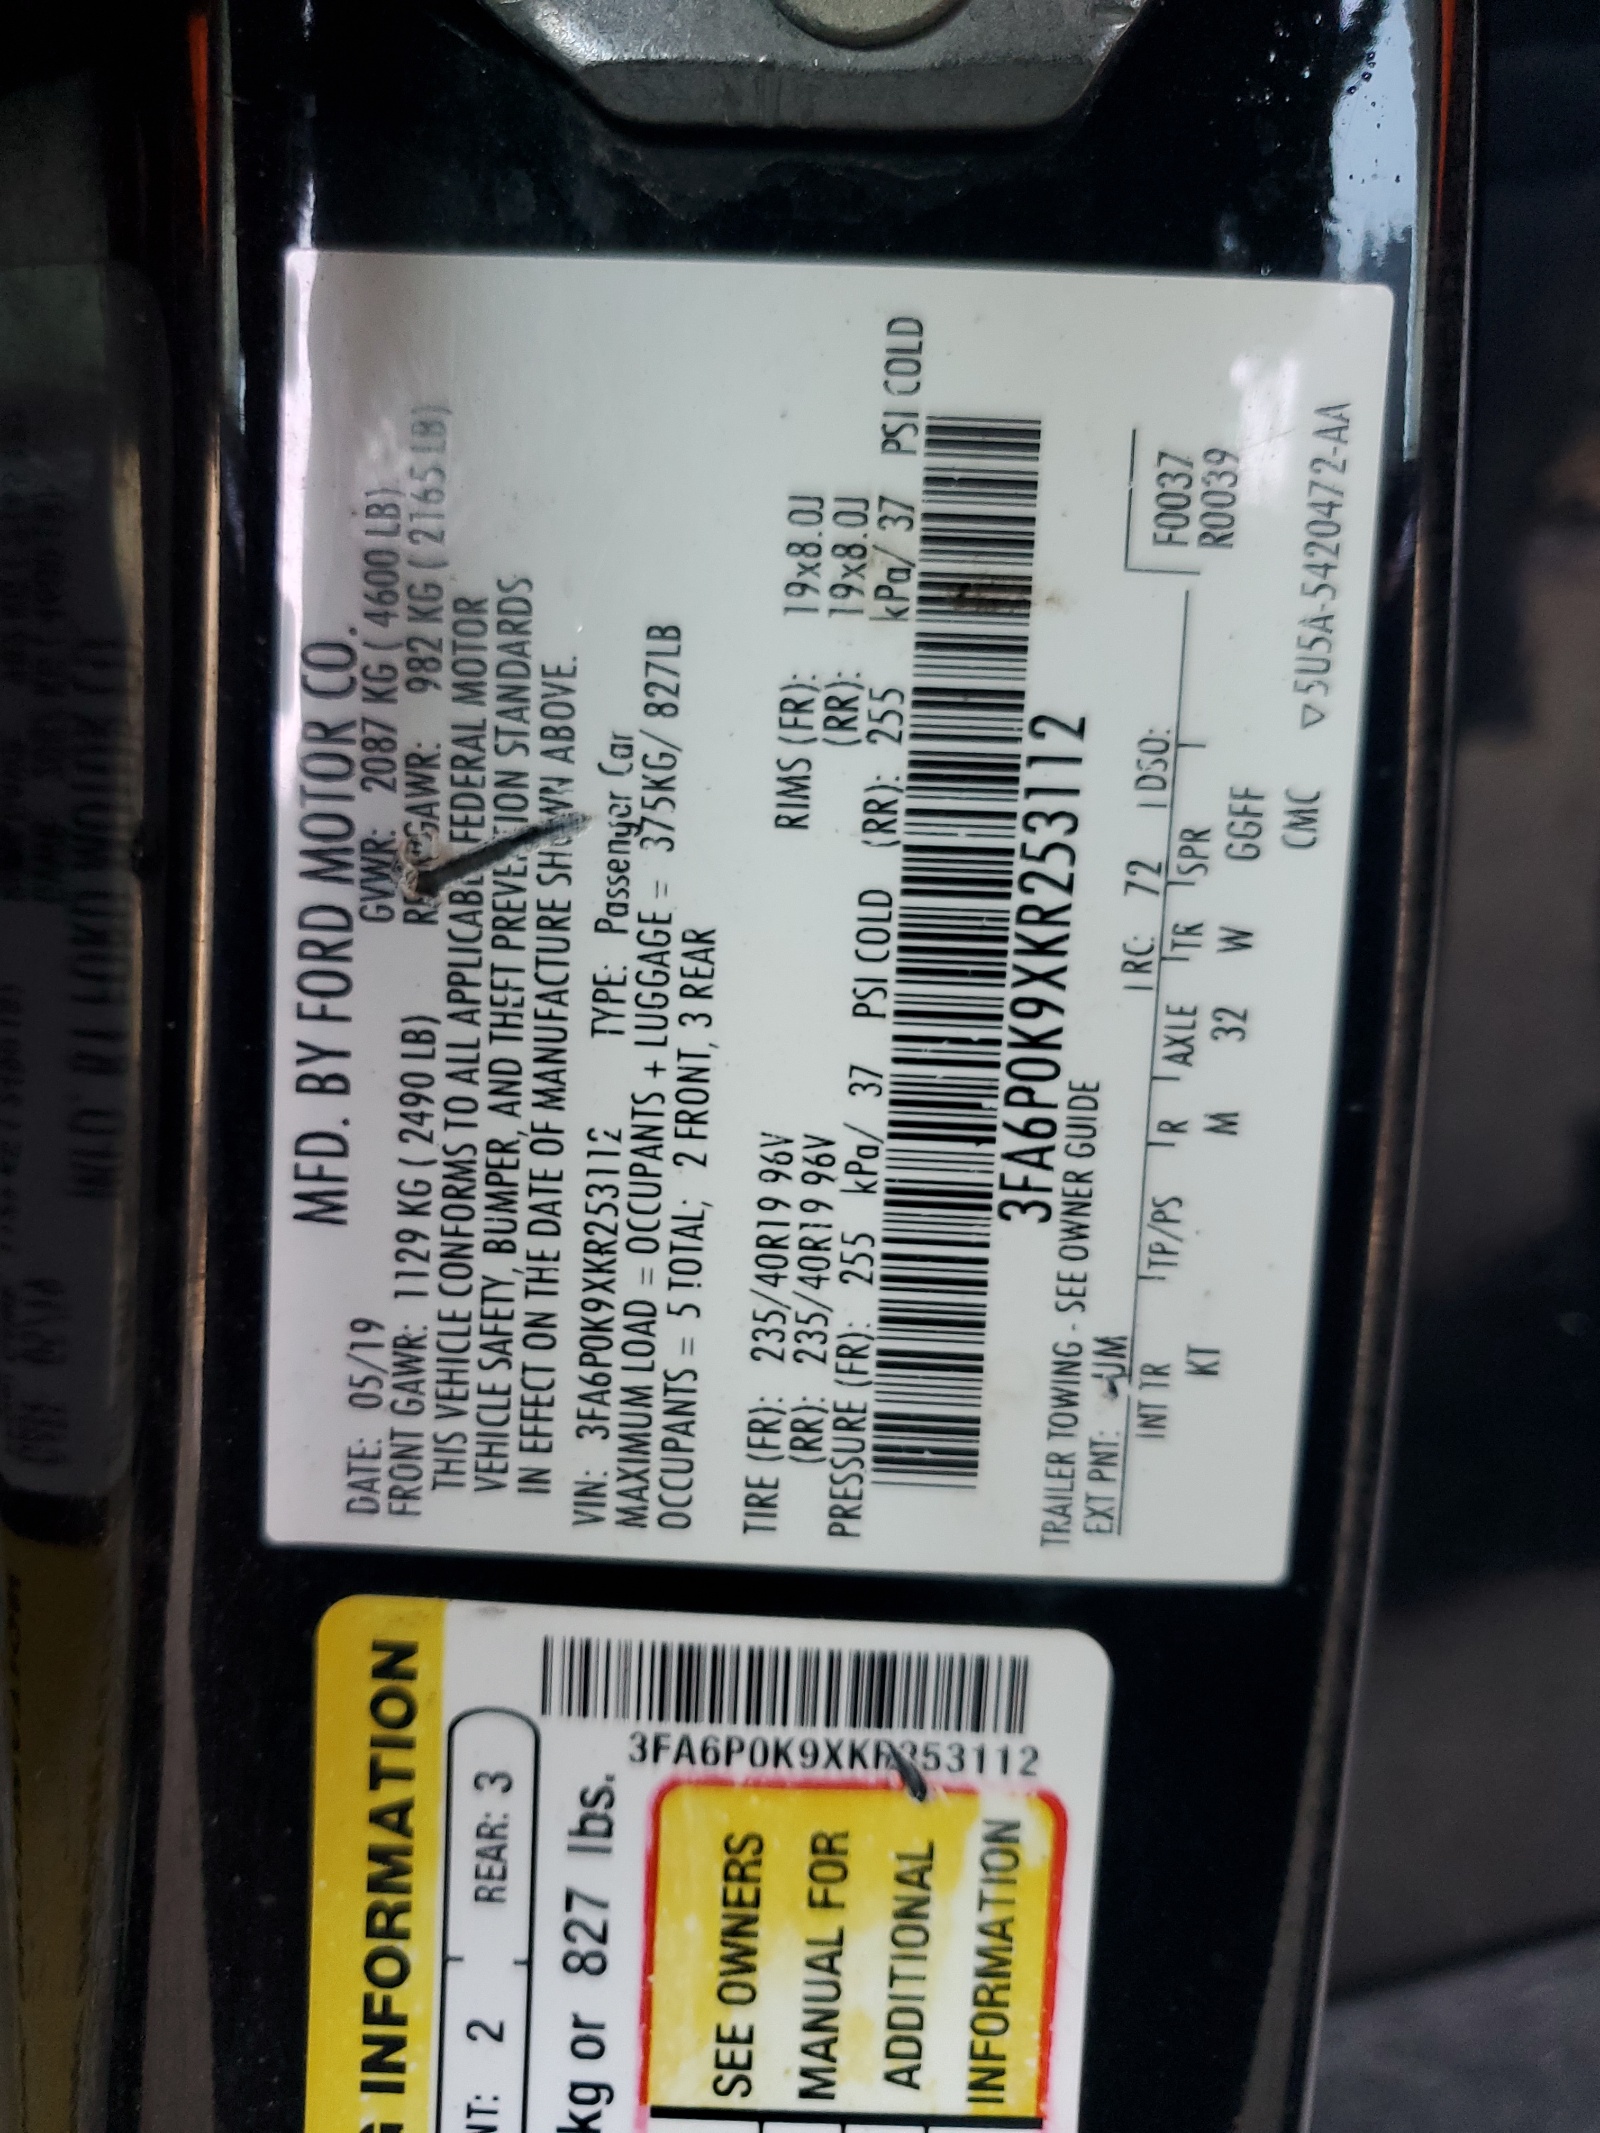 MFD. BY FORD MOTOR CO.
DATE: 05/19 GVWR: 2087 KG ( 4600 LB)
FRONT GAWR: 1129 KG ( 2490 LB) 982 KG ( 2165 LB)
THIS VEHICLE CONFORMS TO ALL APPLICABLE FEDERAL MOTOR
VEHICLE SAFETY, BUMPER, AND THEFT PREVENTION STANDARDS
IN EFFECT ON THE DATE OF MANUFACTURE SHOWN ABOVE.
VIN: 3FA6P0K9XKR253112 TYPE: Passenger Car
MAXIMUM LOAD = OCCUPANTS + LUGGAGE = 375KG/ 827LB
OCCUPANTS = 5 TOTAL; 2 FRONT, 3 REAR
TIRE (FR): 235/40R19 96V RIMS (FR): 19x8.0J
(RR): 235/40R19 96V (RR): 19x8.0J
PRESSURE (FR): 255 kPa/ 37 PSI COLD (RR): 255 kPa/ 37 PSI COLD
3FA6P0K9XKR253112
TRAILER TOWING - SEE OWNER GUIDE
EXT PNT: UM RC: 72 DSO:
INT TR TP/PS R AXLE TR SPR
KT M 32 W GGFF
F0037
R0039
CMC ▽5U5A-5420472-AA
G INFORMATION
NT: 2 REAR: 3
kg or 827 lbs.
3FA6P0K9XKR253112
SEE OWNERS
MANUAL FOR
ADDITIONAL
INFORMATION